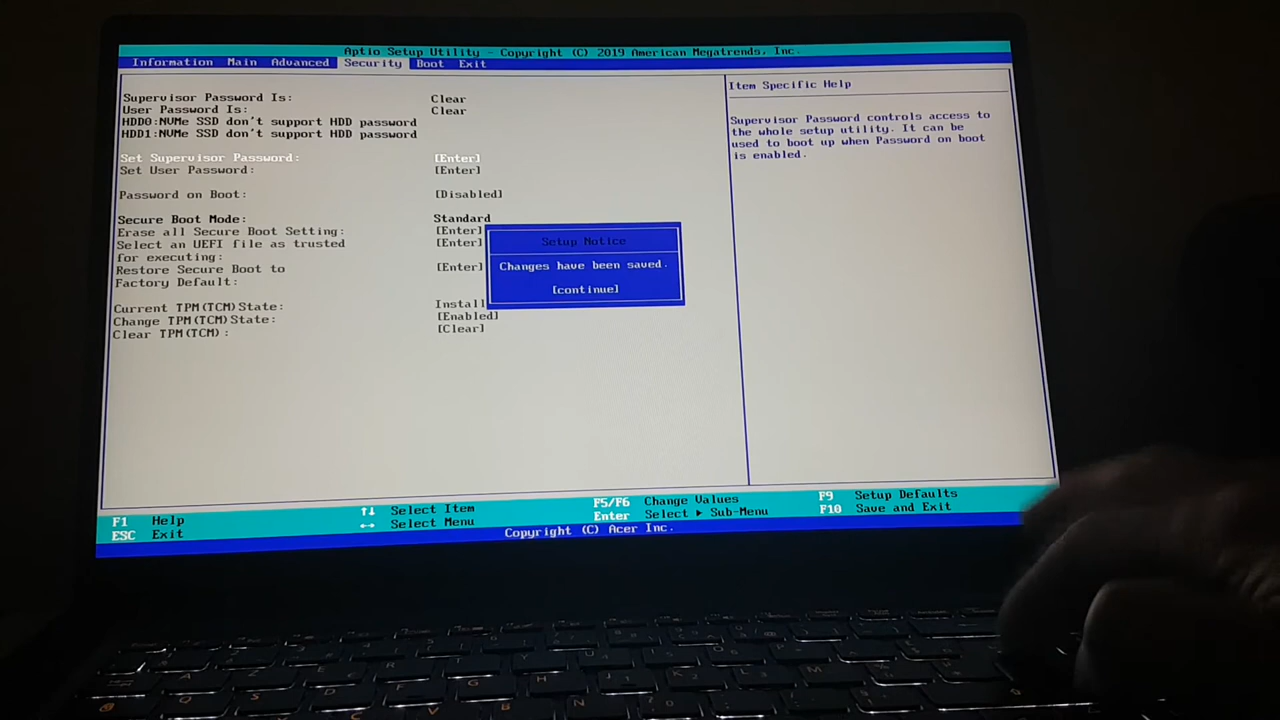 Aptio Setup Utility - Copyright (C) 2019 American Megatrends, Inc.
Information Main Advanced Security Boot Exit
Supervisor Password Is: Clear
User Password Is: Clear
HDD0:NVMe SSD don't support HDD password
HDD1:NVMe SSD don't support HDD password
Set Supervisor Password: [Enter]
Set User Password: [Enter]
Password on Boot: [Disabled]
Secure Boot Mode: Standard
Erase all Secure Boot Setting: [Enter]
Select an UEFI file as trusted [Enter]
for executing:
Restore Secure Boot to [Enter]
Factory Default:
Current TPM(TCM)State: Install
Change TPM(TCM)State: [Enabled]
Clear TPM(TCM) : [Clear]
Setup Notice
Changes have been saved.
[continue]
Item Specific Help
Supervisor Password controls access to
the whole setup utility. It can be
used to boot up when Password on boot
is enabled.
F1 Help ↑↓ Select Item F5/F6 Change Values F9 Setup Defaults
ESC Exit ↔ Select Menu Enter Select ▶ Sub-Menu F10 Save and Exit
Copyright (C) Acer Inc.